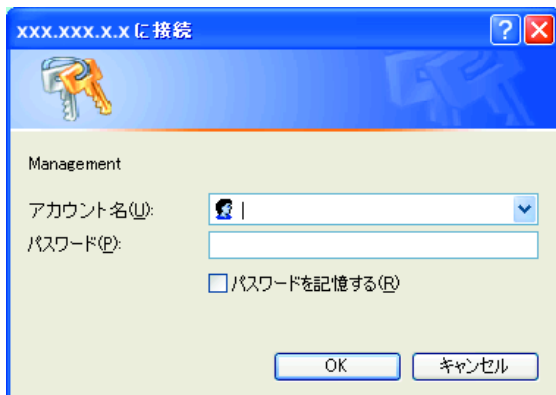 xxx.xxx.x.x に接続
Management
アカウント名(U):
パスワード(P):
パスワードを記憶する(R)
OK キャンセル